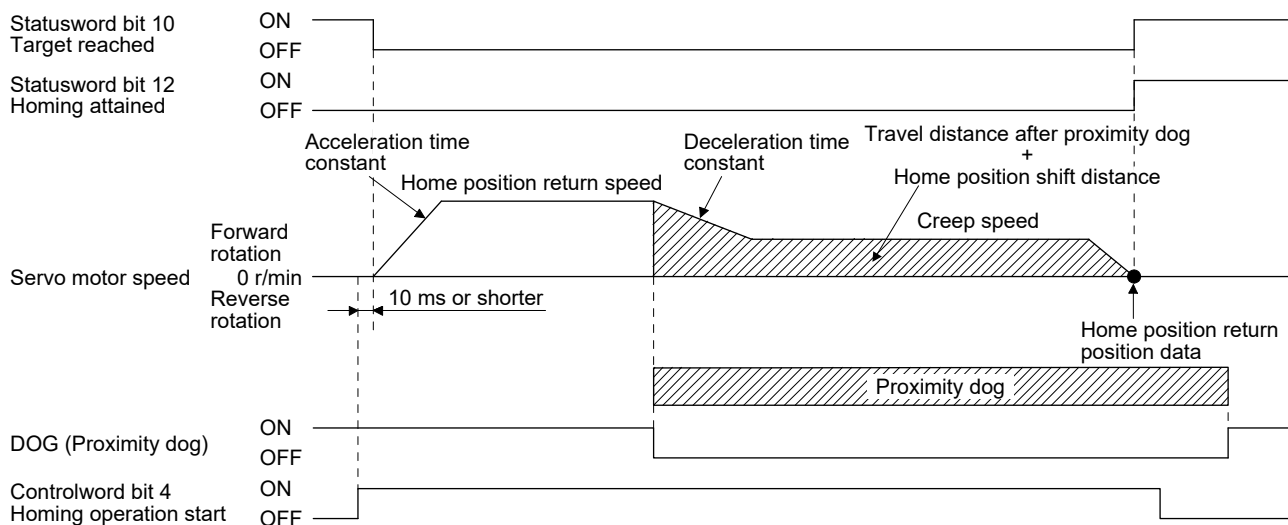 Statusword bit 10
Target reached
ON
OFF
Statusword bit 12
Homing attained
ON
OFF
Acceleration time
constant
Home position return speed
Deceleration time
constant
Travel distance after proximity dog
+
Home position shift distance
Creep speed
Forward
rotation
Servo motor speed
0 r/min
Reverse
rotation
10 ms or shorter
Home position return
position data
Proximity dog
DOG (Proximity dog)
ON
OFF
Controlword bit 4
Homing operation start
ON
OFF